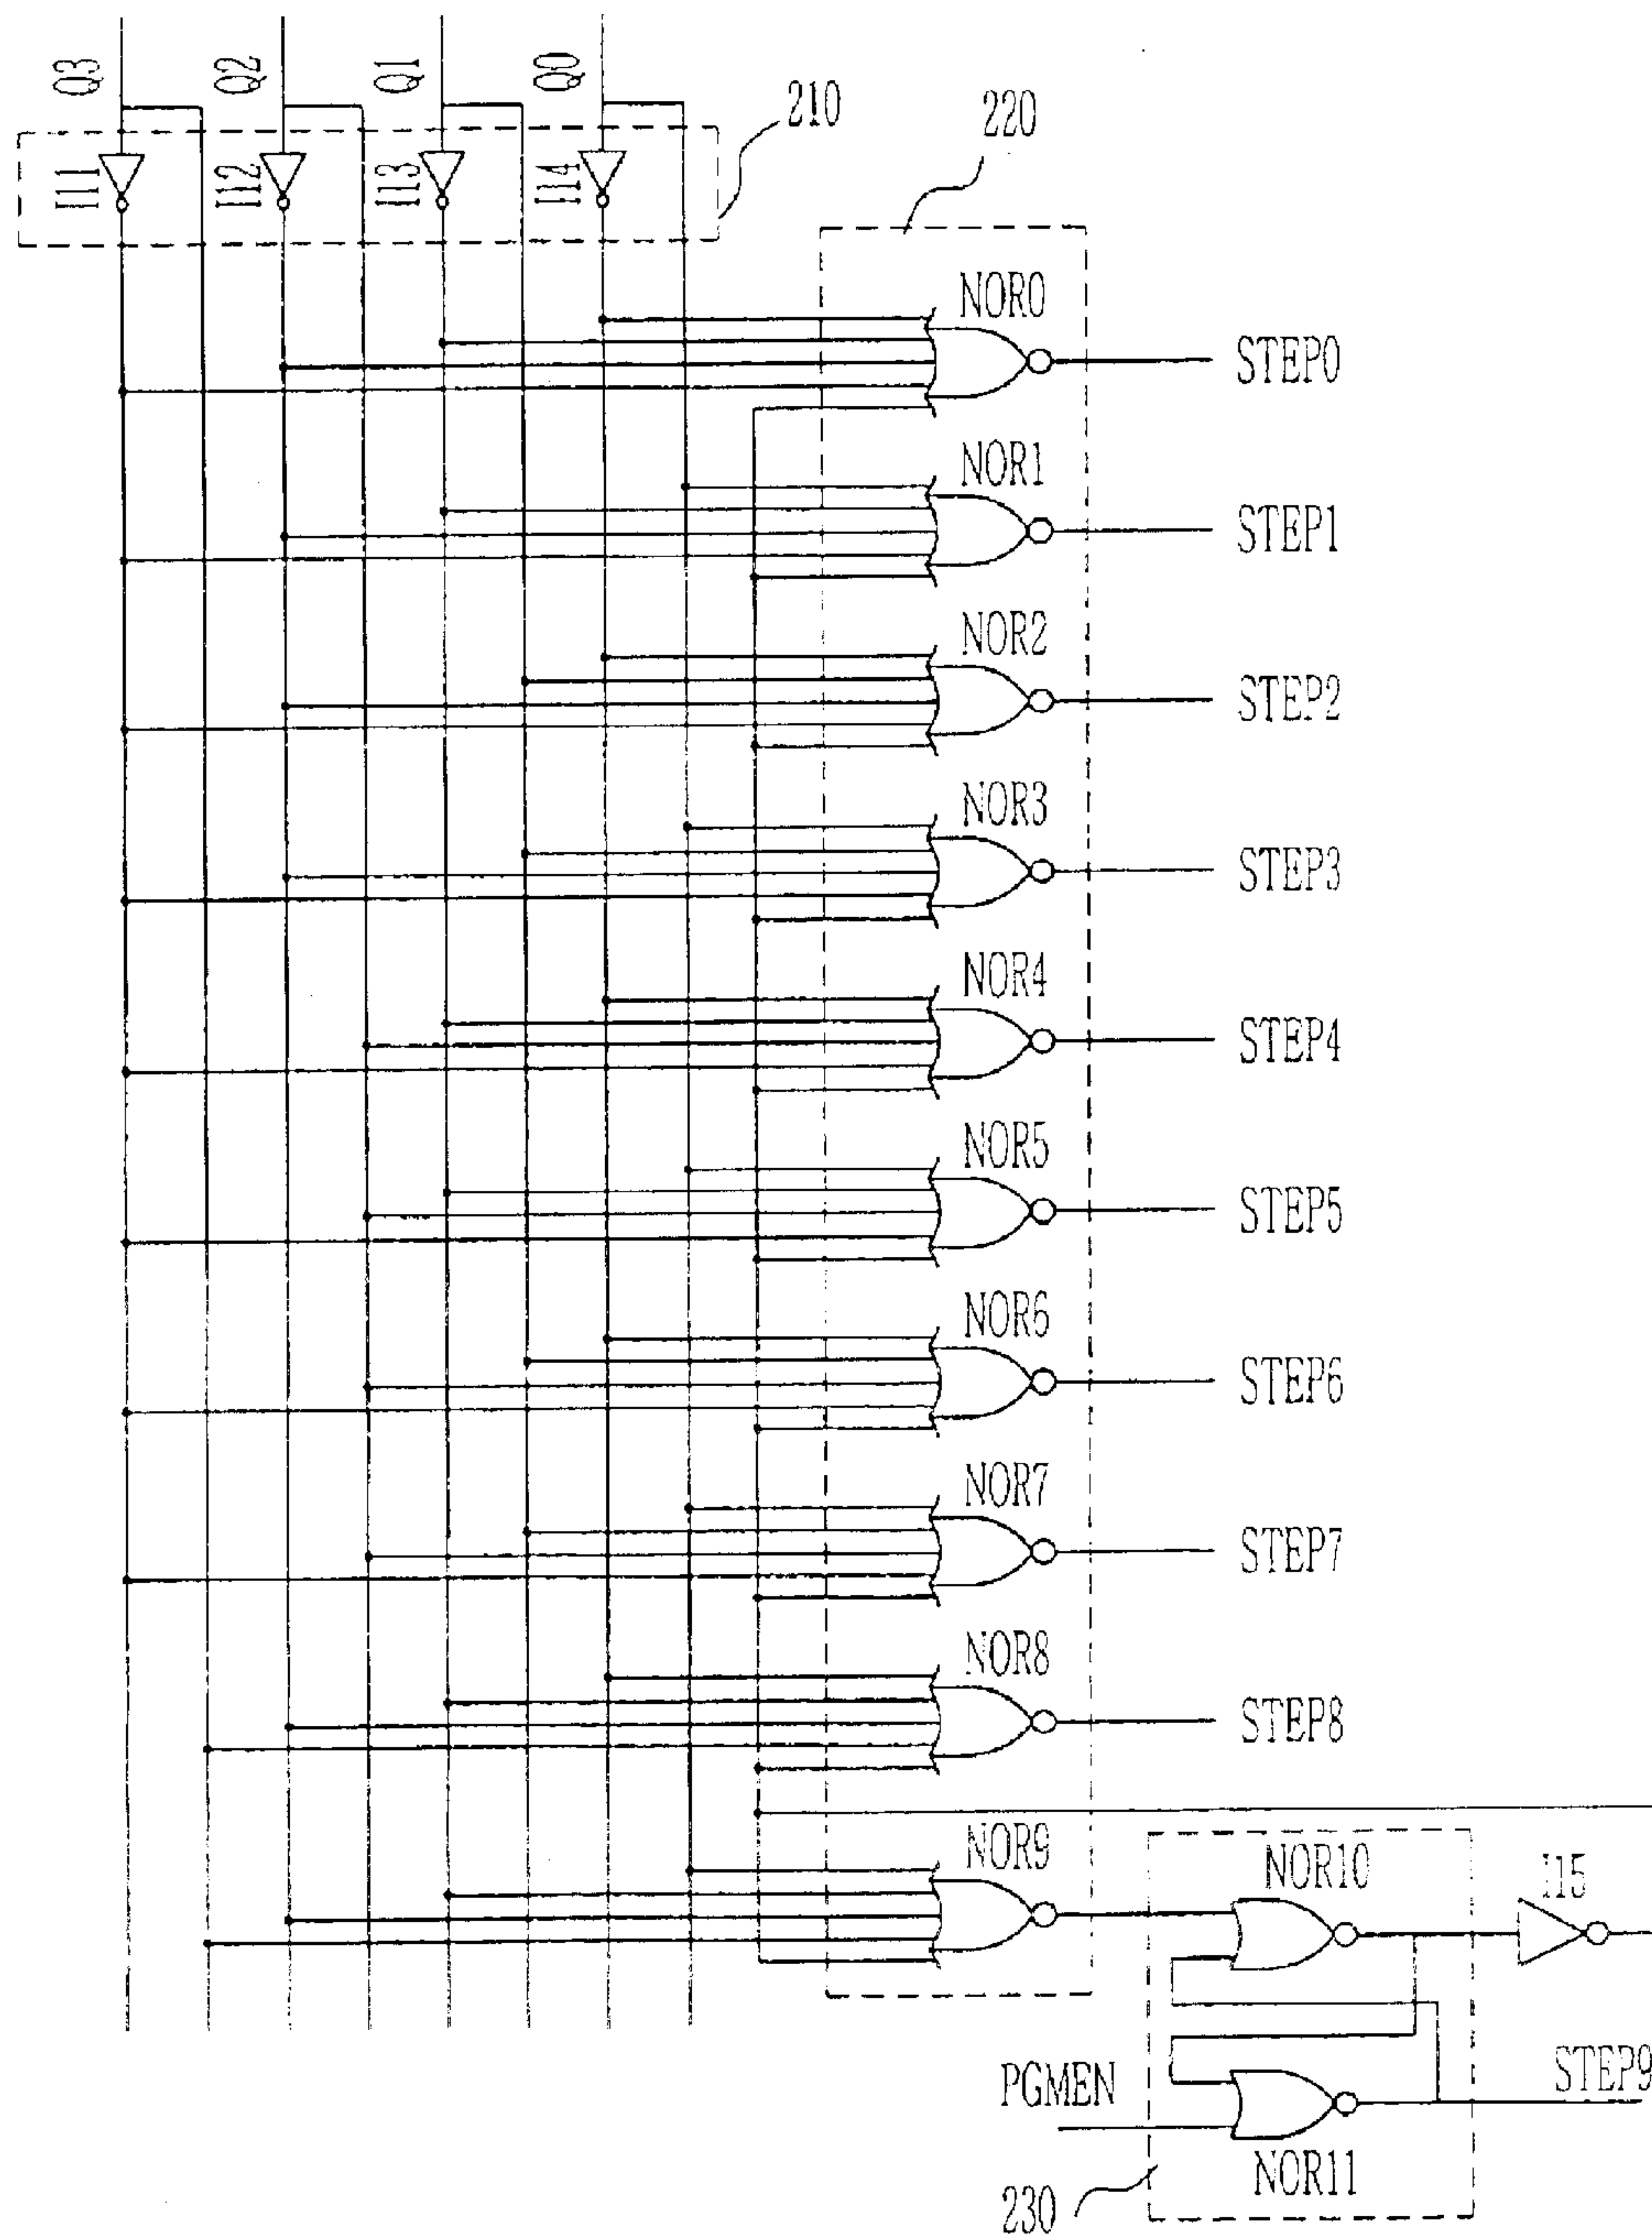 Q3
Q2
Q1
Q0
210
220
I11
I12
I13
I14
NOR0
STEP0
NOR1
STEP1
NOR2
STEP2
NOR3
STEP3
NOR4
STEP4
NOR5
STEP5
NOR6
STEP6
NOR7
STEP7
NOR8
STEP8
NOR9
NOR10
I15
PGMEN
STEP9
NOR11
230